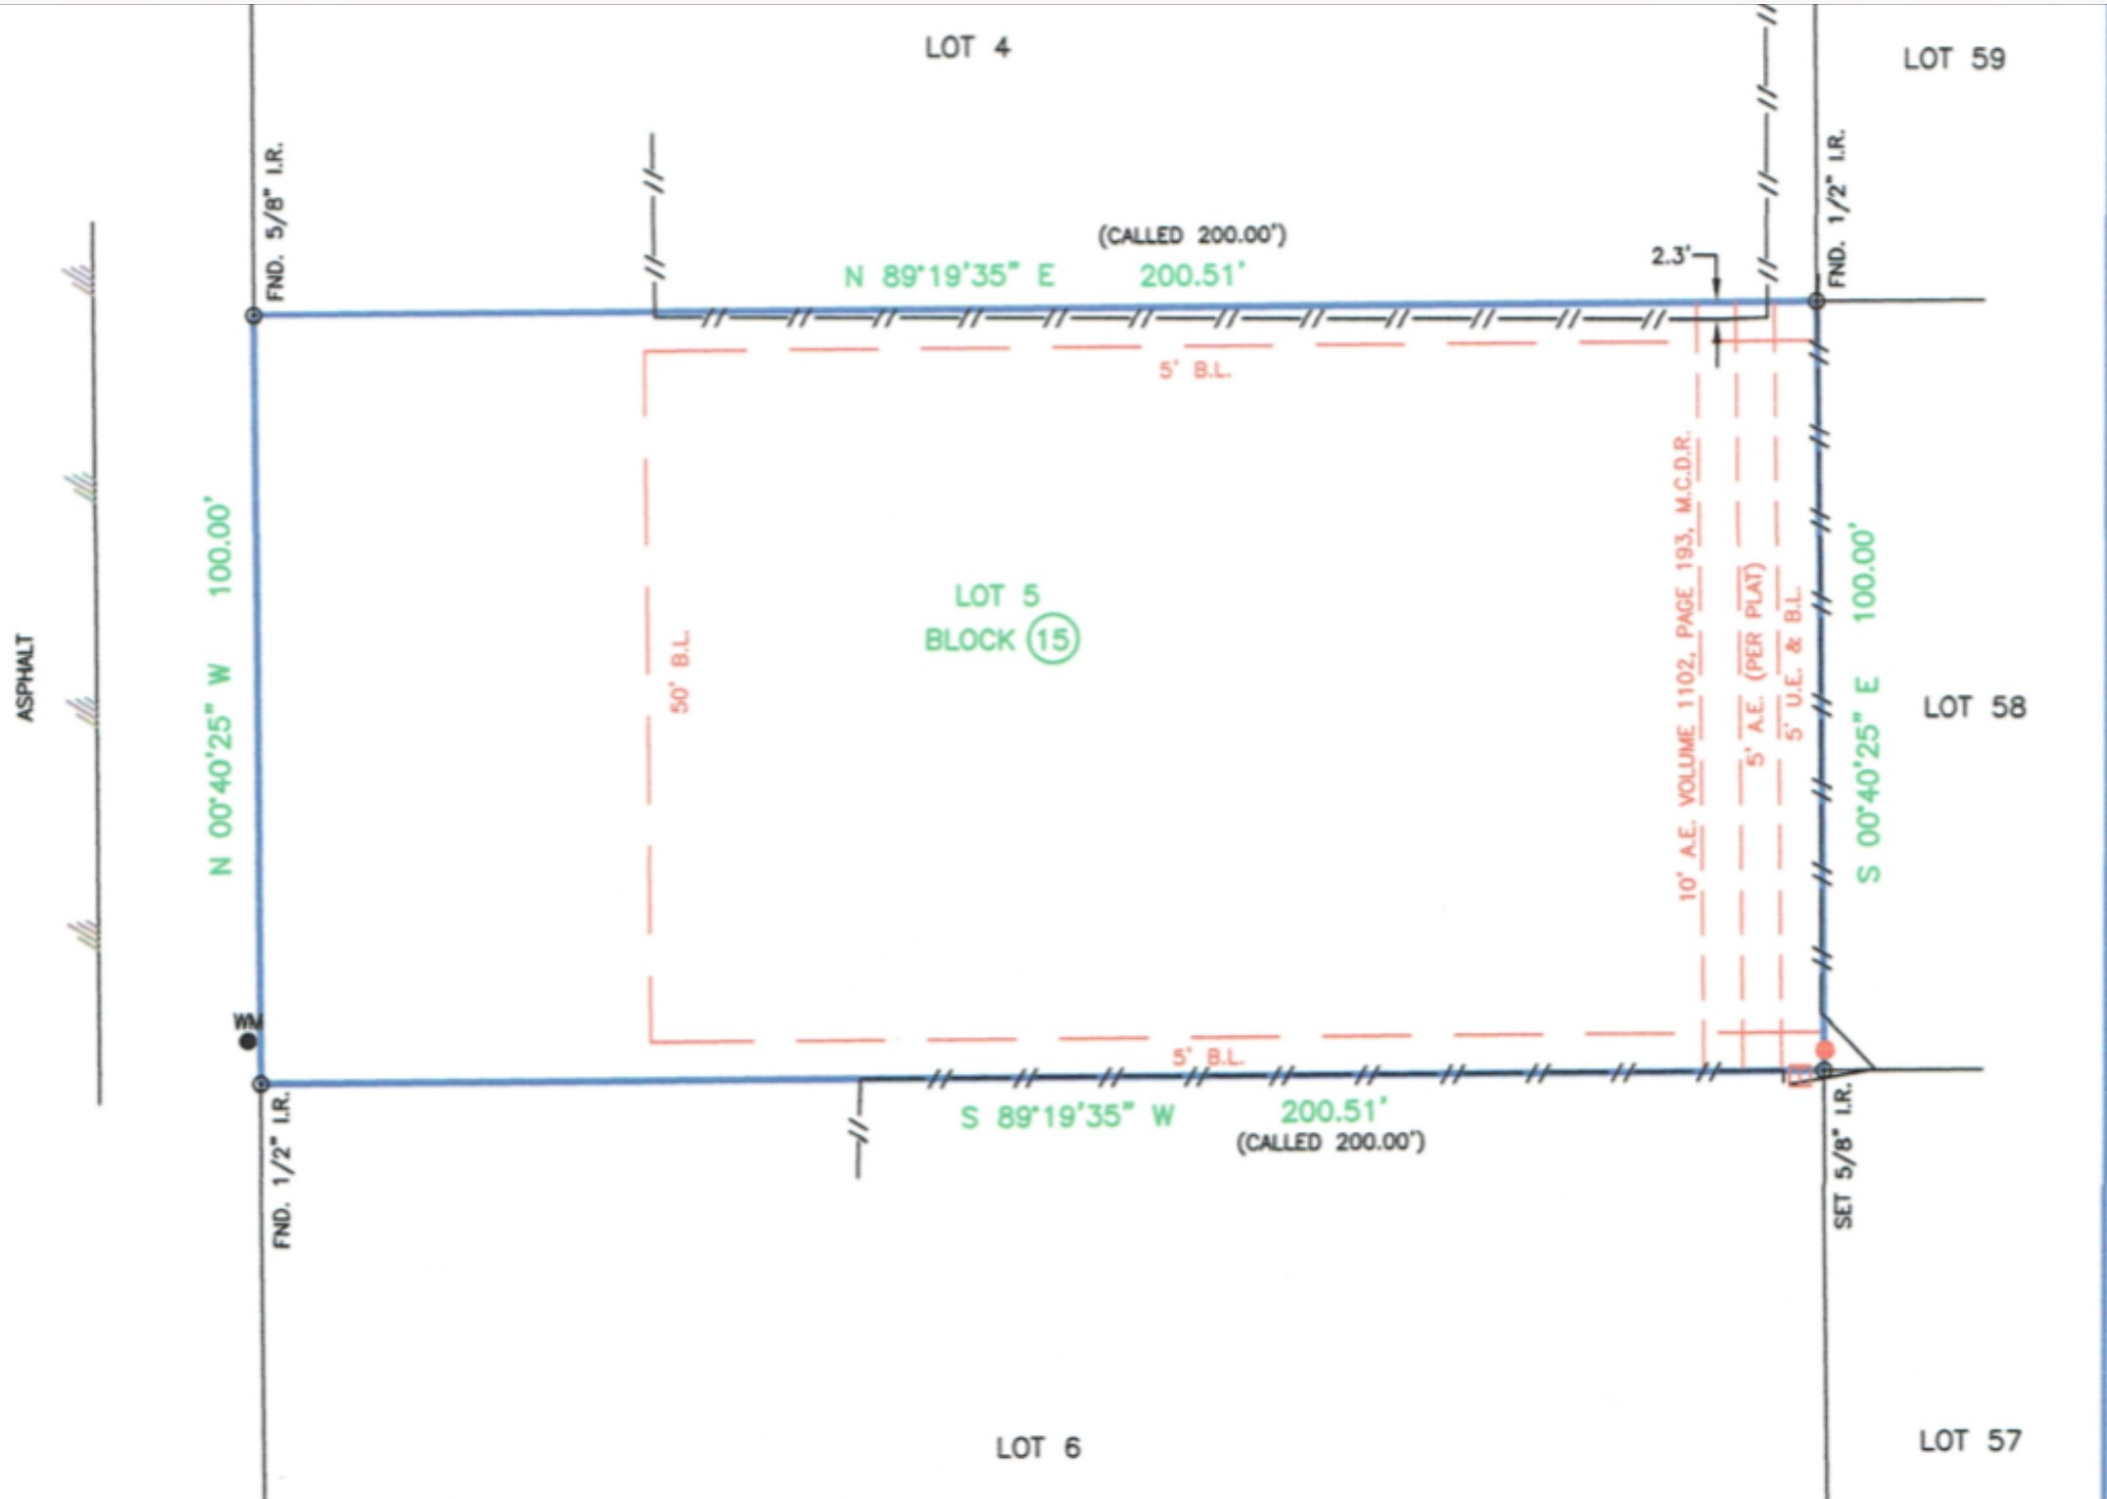 LOT 4
LOT 59
FND. 5/8" I.R.
FND. 1/2" I.R.
(CALLED 200.00')
2.3'
N 89°19'35" E 200.51'
5' B.L.
N 00°40'25" W 100.00'
ASPHALT
50' B.L.
LOT 5
BLOCK 15
10' A.E. VOLUME 1102, PAGE 193, M.C.D.R.
5' A.E. (PER PLAT)
5' U.E. & B.L.
S 00°40'25" E 100.00'
LOT 58
WM
5' B.L.
E
S 89°19'35" W 200.51'
(CALLED 200.00')
FND. 1/2" I.R.
SET 5/8" I.R.
LOT 6
LOT 57